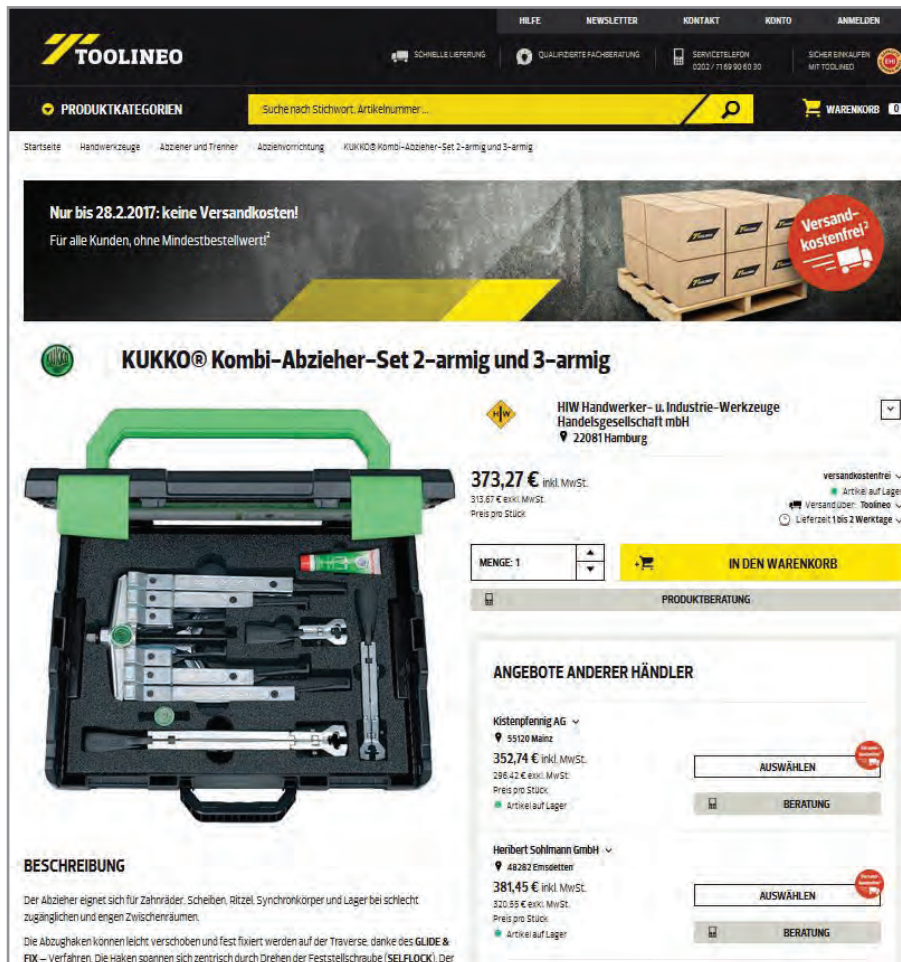 HILFE NEWSLETTER KONTAKT KONTO ANMELDEN
TOOLINEO
SCHNELLE LIEFERUNG
QUALIFIZIERTE FACHBERATUNG
SERVICETELEFON
0202 / 71 69 90 60 30
SICHER EINKAUFEN
MIT TOOLINEO
EHI
PRODUKTKATEGORIEN
Suche nach Stichwort, Artikelnummer ...
WARENKORB 0
Startseite Handwerkzeuge Abzieher und Trenner Abziehvorrichtung KUKKO® Kombi-Abzieher-Set 2-armig und 3-armig
Nur bis 28.2.2017: keine Versandkosten!
Für alle Kunden, ohne Mindestbestellwert!²
Versand-
kostenfrei²
KUKKO
KUKKO® Kombi-Abzieher-Set 2-armig und 3-armig
HIW
HIW Handwerker- u. Industrie-Werkzeuge
Handelsgesellschaft mbH
22081 Hamburg
373,27 € inkl. MwSt.
313,67 € exkl. MwSt.
Preis pro Stück
versandkostenfrei
Artikel auf Lager
Versand über: Toolineo
Lieferzeit 1 bis 2 Werktage
MENGE: 1
IN DEN WARENKORB
PRODUKTBERATUNG
ANGEBOTE ANDERER HÄNDLER
Kistenpfennig AG
55120 Mainz
352,74 € inkl. MwSt.
296,42 € exkl. MwSt.
Preis pro Stück
Artikel auf Lager
AUSWÄHLEN
BERATUNG
Heribert Sohlmann GmbH
48282 Emsdetten
381,45 € inkl. MwSt.
320,55 € exkl. MwSt.
Preis pro Stück
Artikel auf Lager
AUSWÄHLEN
BERATUNG
BESCHREIBUNG
Der Abzieher eignet sich für Zahnräder, Scheiben, Ritzel, Synchronkörper und Lager bei schlecht
zugänglichen und engen Zwischenräumen.
Die Abzughaken können leicht verschoben und fest fixiert werden auf der Traverse, danke des GLIDE &
FIX – Verfahren. Die Haken spannen sich zentrisch durch Drehen der Feststellschraube (SELFLOCK). Der